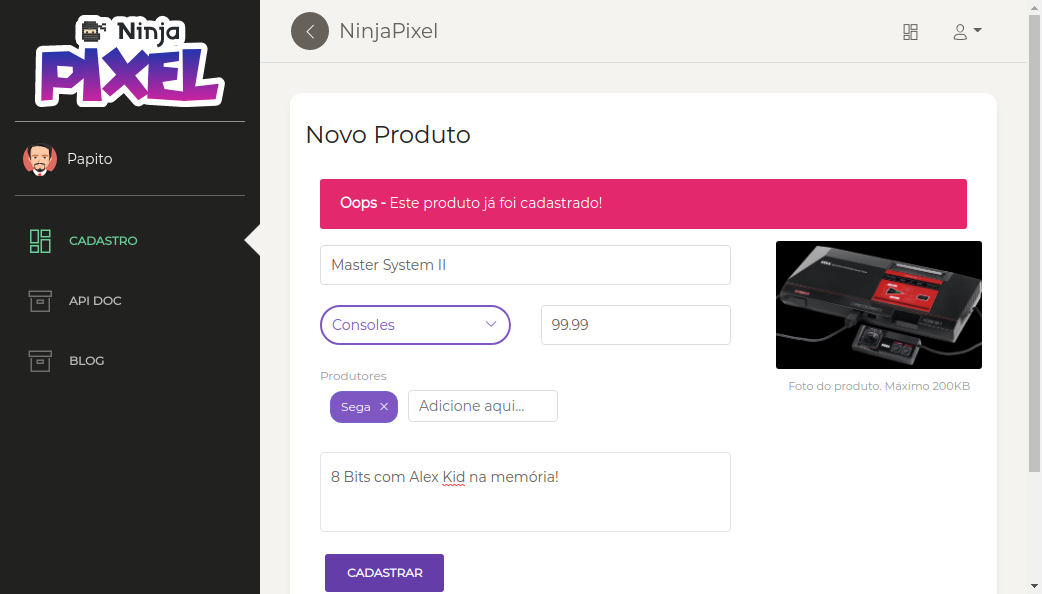 Ninja
PIXEL
Papito
CADASTRO
API DOC
BLOG
NinjaPixel
Novo Produto
Oops - Este produto já foi cadastrado!
Master System II
Consoles
99.99
Produtores
Sega ×
Adicione aqui...
8 Bits com Alex Kid na memória!
CADASTRAR
Foto do produto. Máximo 200KB